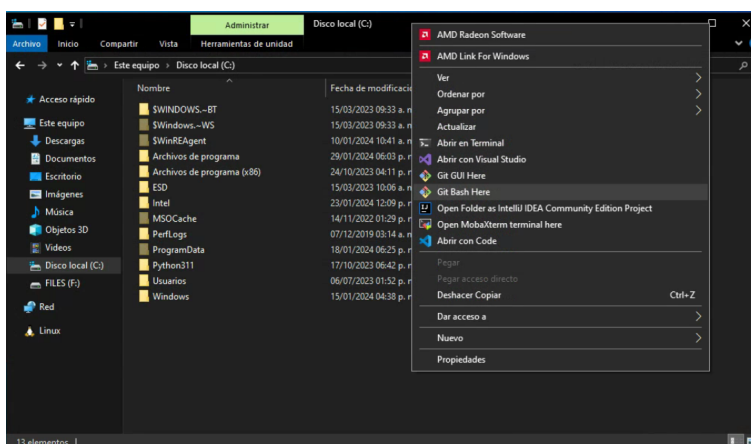 Administrar
Disco local (C:)
Archivo Inicio Compartir Vista Herramientas de unidad
Este equipo > Disco local (C:)
Acceso rápido
Este equipo
Descargas
Documentos
Escritorio
Imágenes
Música
Objetos 3D
Videos
Disco local (C:)
FILES (F:)
Red
Linux
Nombre Fecha de modificació
$WINDOWS.~BT 15/03/2023 09:33 a. n
$Windows.~WS 15/03/2023 09:33 a. n
$WinREAgent 10/01/2024 10:41 a. n
Archivos de programa 29/01/2024 06:03 p. r
Archivos de programa (x86) 24/10/2023 04:11 p. r
ESD 15/03/2023 10:06 a. n
Intel 23/01/2024 12:09 p. r
MSOCache 14/11/2022 01:29 p. r
PerfLogs 07/12/2019 03:14 a. n
ProgramData 18/01/2024 06:25 p. r
Python311 17/10/2023 06:42 p. r
Usuarios 06/07/2023 01:52 p. r
Windows 15/01/2024 04:38 p. r
AMD Radeon Software
AMD Link For Windows
Ver
Ordenar por
Agrupar por
Actualizar
Abrir en Terminal
Abrir con Visual Studio
Git GUI Here
Git Bash Here
Open Folder as IntelliJ IDEA Community Edition Project
Open MobaXterm terminal here
Abrir con Code
Pegar
Pegar acceso directo
Deshacer Copiar Ctrl+Z
Dar acceso a
Nuevo
Propiedades
13 elementos